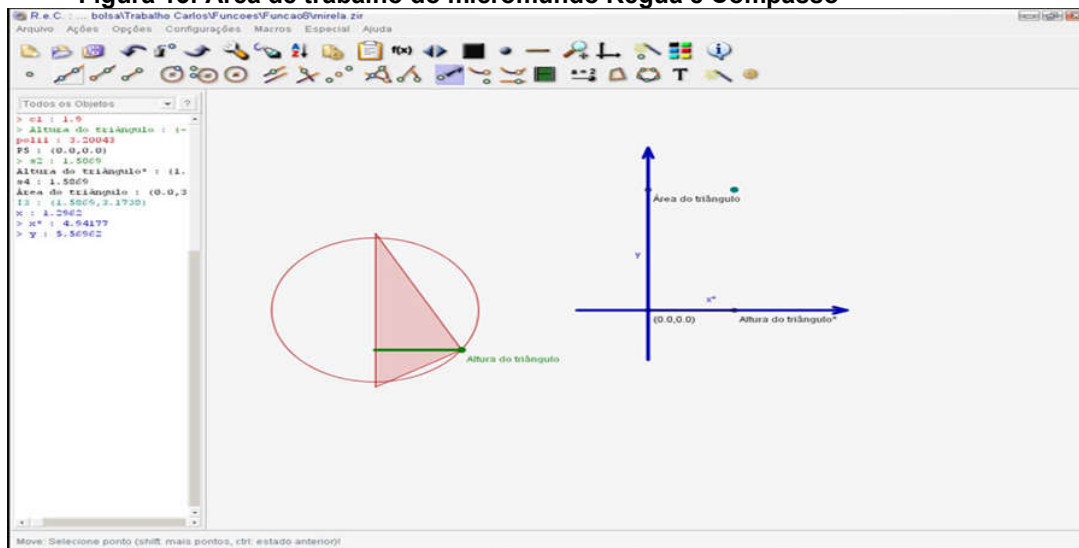 Figura 16: Área de trabalho do micromundo Régua e Compasso
R.e.C. : ... bolsa\Trabalho Carlos\Funcoes\Funcao8\mirela.zir
Arquivo Ações Opções Configurações Macros Especial Ajuda
f(x)
T
Todos os Objetos ?
> c1 : 1.9
> Altura do triângulo : (-
poli1 : 3.20043
P5 : (0.0,0.0)
> s2 : 1.5869
Altura do triângulo* : (1.
s4 : 1.5869
Área do triângulo : (0.0,3
I3 : (1.5869,3.1738)
x : 1.2962
> x* : 4.94177
> y : 5.56962
Área do triângulo
y
x*
(0.0,0.0) Altura do triângulo*
Altura do triângulo
Move: Selecione ponto (shift: mais pontos, ctrl: estado anterior)!